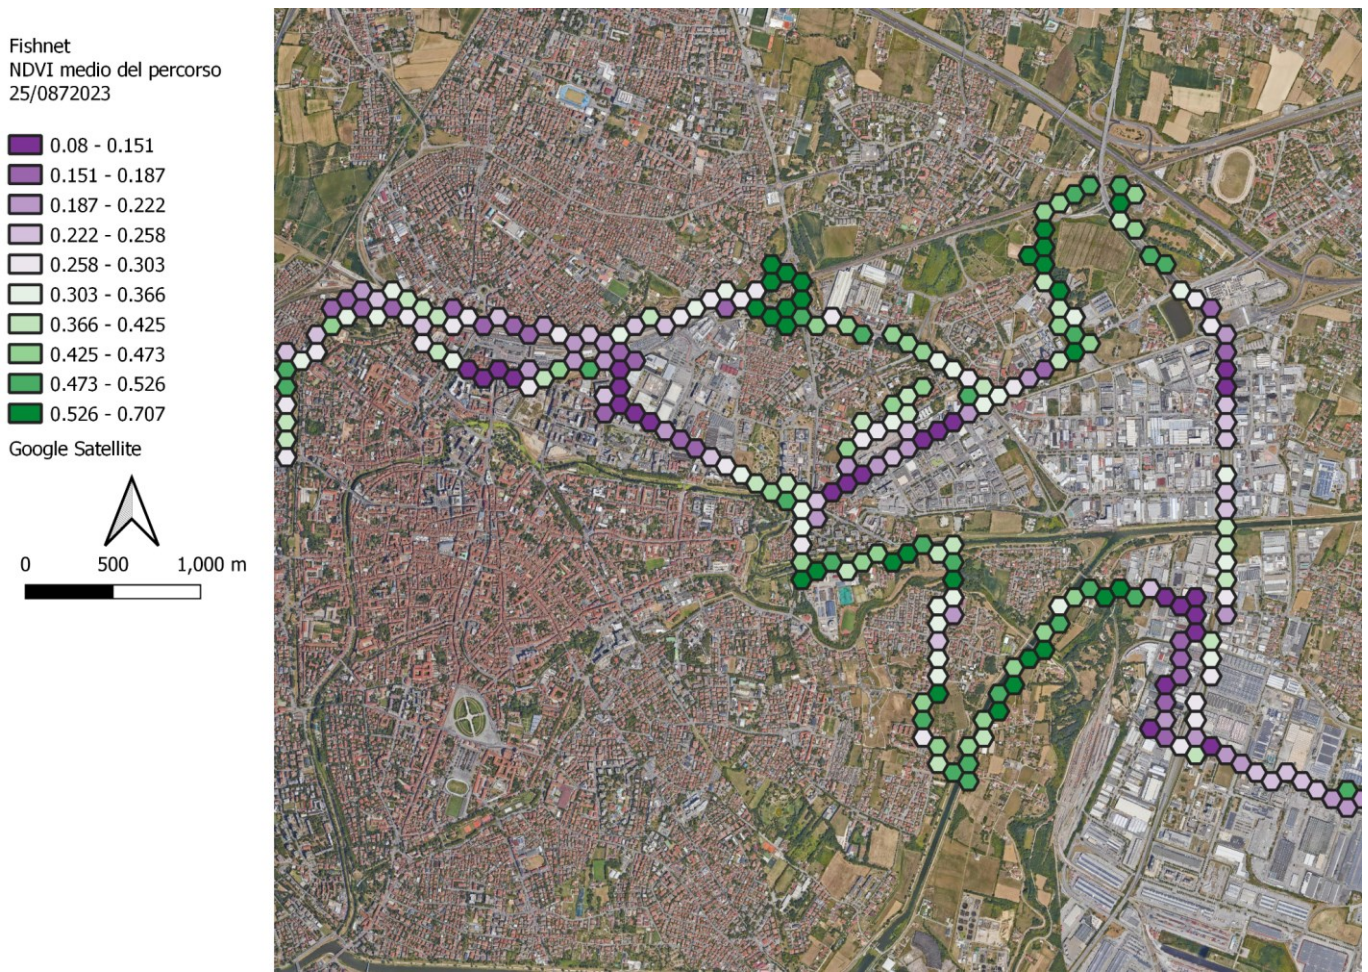 Fishnet
NDVI medio del percorso
25/0872023
0.08 - 0.151
0.151 - 0.187
0.187 - 0.222
0.222 - 0.258
0.258 - 0.303
0.303 - 0.366
0.366 - 0.425
0.425 - 0.473
0.473 - 0.526
0.526 - 0.707
Google Satellite
0 500 1,000 m